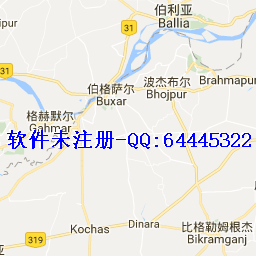 伯利亚
Ballia
ipur
31
31
伯格萨尔
Buxar
波杰布尔
Bhojpur
Brahmapur
格赫默尔
Gahmar
软件未注册-QQ:64445322
Dinara
Kochas
比格勒姆根杰
Bikramganj
亚
319